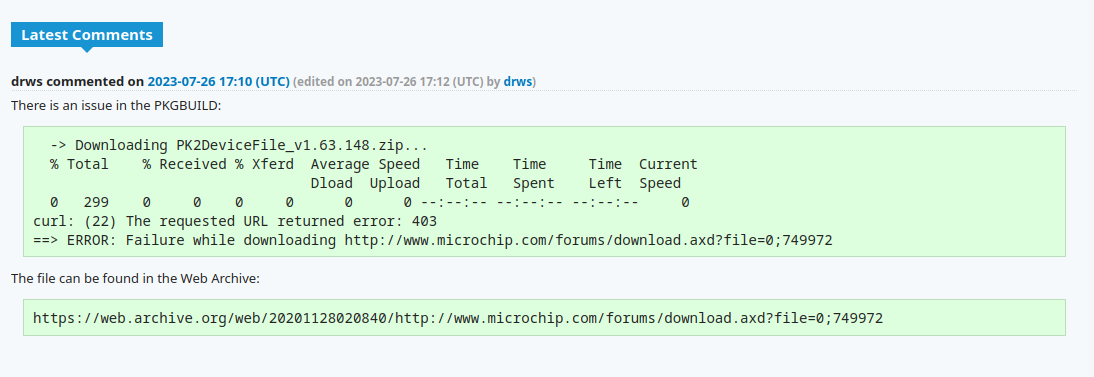 Latest Comments
drws commented on 2023-07-26 17:10 (UTC) (edited on 2023-07-26 17:12 (UTC) by drws)
There is an issue in the PKGBUILD:
  -> Downloading PK2DeviceFile_v1.63.148.zip...
  % Total    % Received % Xferd  Average Speed   Time    Time     Time  Current
                                 Dload  Upload   Total   Spent    Left  Speed
  0   299    0     0    0     0      0      0 --:--:-- --:--:-- --:--:--     0
curl: (22) The requested URL returned error: 403
==> ERROR: Failure while downloading http://www.microchip.com/forums/download.axd?file=0;749972
The file can be found in the Web Archive:
https://web.archive.org/web/20201128020840/http://www.microchip.com/forums/download.axd?file=0;749972